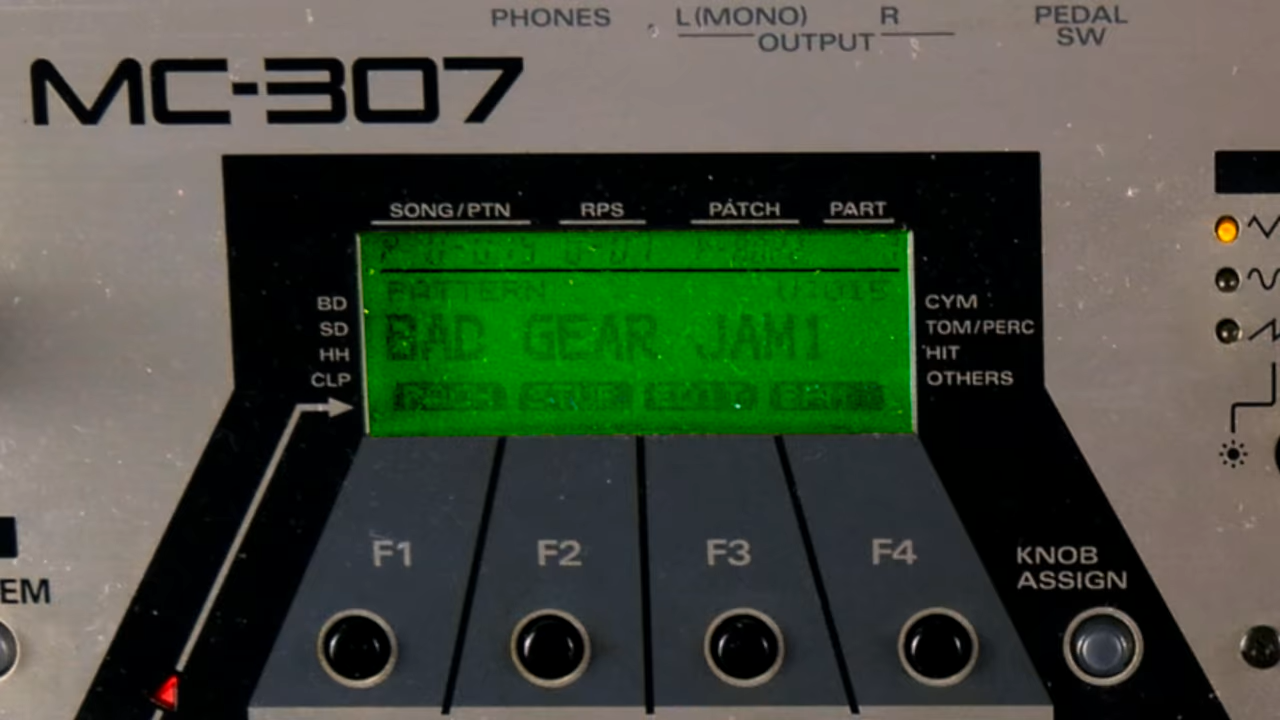 PHONES L(MONO) R PEDAL
OUTPUT SW
MC-307
SONG/PTN RPS PATCH PART
PATTERN U:015
BD CYM
SD BAD GEAR JAM1 TOM/PERC
HH HIT
CLP OTHERS
F1 F2 F3 F4 KNOB
ASSIGN
EM